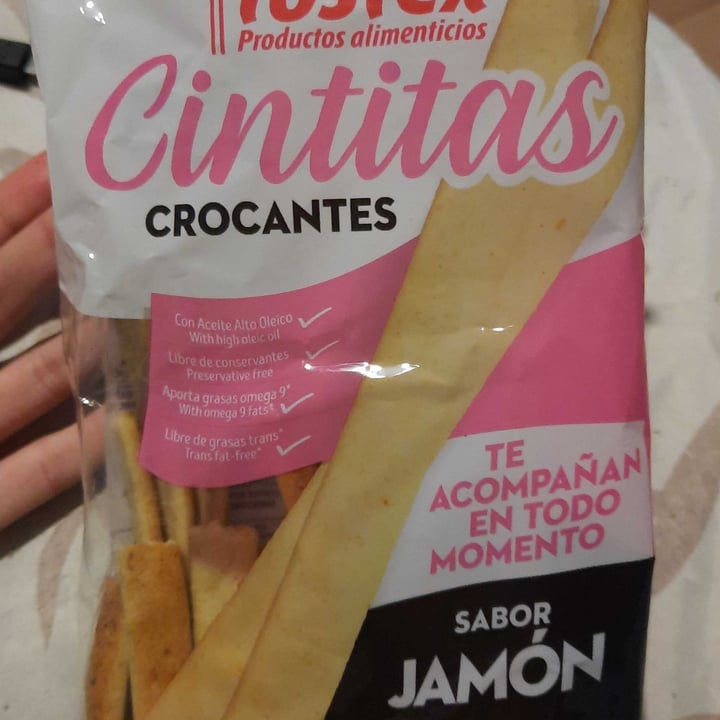 Tostex
Productos alimenticios
Cintitas
CROCANTES
Con Aceite Alto Oleico
With high oleic oil
Libre de conservantes
Preservative free
Aporta grasas omega 9*
With omega 9 fats*
Libre de grasas trans*
Trans fat-free*
TE
ACOMPAÑAN
EN TODO
MOMENTO
SABOR
JAMÓN